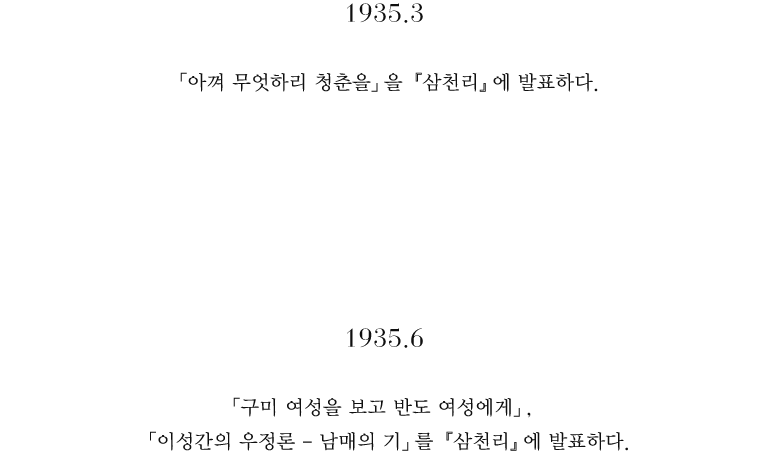 1935.3
「아껴 무엇하리 청춘을」을 『삼천리』에 발표하다.
1935.6
「구미 여성을 보고 반도 여성에게」,
「이성간의 우정론 – 남매의 기」를 『삼천리』에 발표하다.